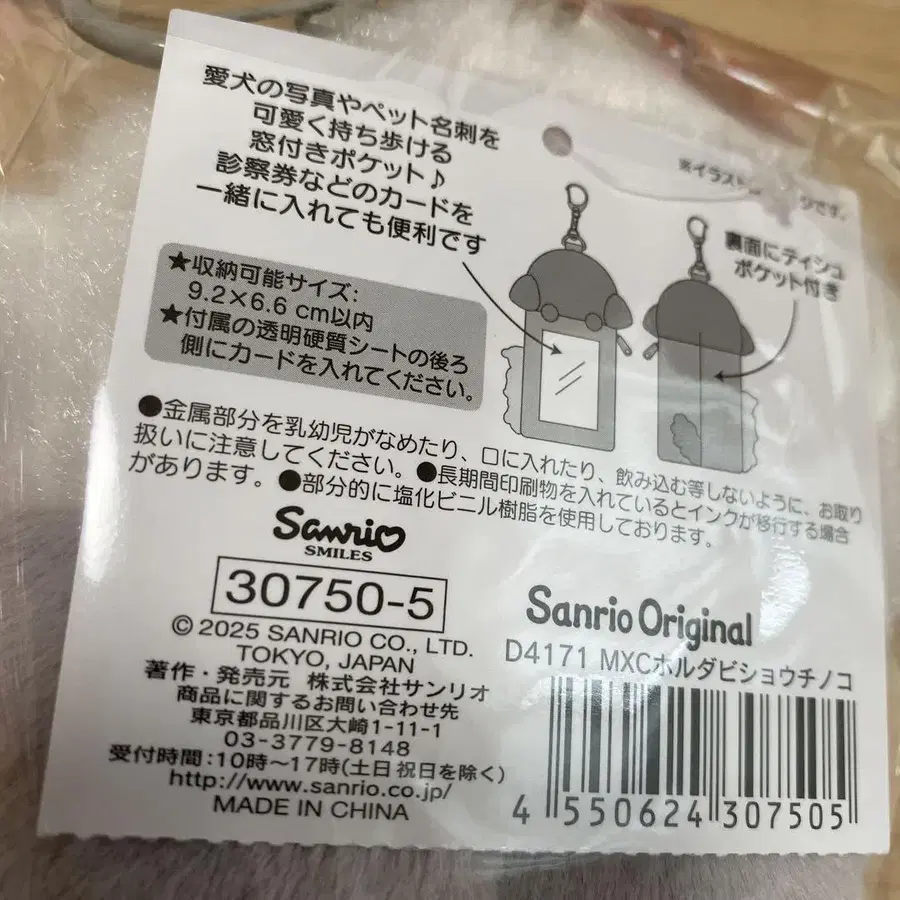 愛犬の写真やペット名刺を
可愛く持ち歩ける
窓付きポケット♪
診察券などのカードを
一緒に入れても便利です
※イラスト
です。
裏面にティシュ
ポケット付き
★収納可能サイズ:
9.2×6.6 cm以内
★付属の透明硬質シートの後ろ
側にカードを入れてください。
●金属部分を乳幼児がなめたり、口に入れたり、飲み込む等しないように、お取り
扱いに注意してください。●長期間印刷物を入れているとインクが移行する場合
があります。●部分的に塩化ビニル樹脂を使用しております。
Sanrio
SMILES
30750-5
© 2025 SANRIO CO., LTD.
TOKYO, JAPAN
著作・発売元 株式会社サンリオ
商品に関するお問い合わせ先
東京都品川区大崎1-11-1
03-3779-8148
受付時間:10時～17時(土日祝日を除く)
http://www.sanrio.co.jp/
MADE IN CHINA
Sanrio Original
D4171 MXCホルダビショウチノコ
4 550624 307505